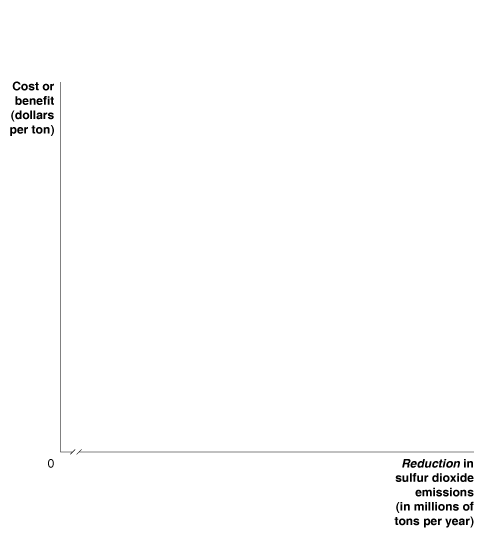 Cost or
benefit
(dollars
per ton)
0
Reduction in
sulfur dioxide
emissions
(in millions of
tons per year)